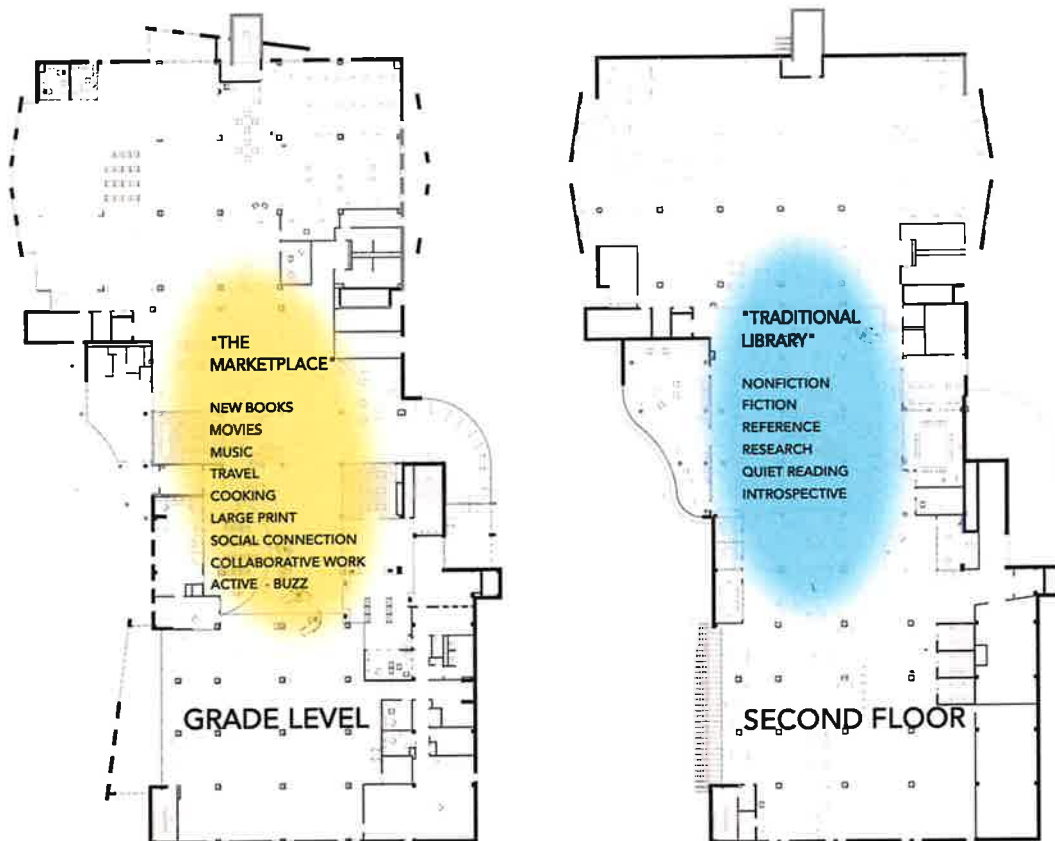 "THE
MARKETPLACE"
NEW BOOKS
MOVIES
MUSIC
TRAVEL
COOKING
LARGE PRINT
SOCIAL CONNECTION
COLLABORATIVE WORK
ACTIVE - BUZZ
GRADE LEVEL
"TRADITIONAL
LIBRARY"
NONFICTION
FICTION
REFERENCE
RESEARCH
QUIET READING
INTROSPECTIVE
SECOND FLOOR